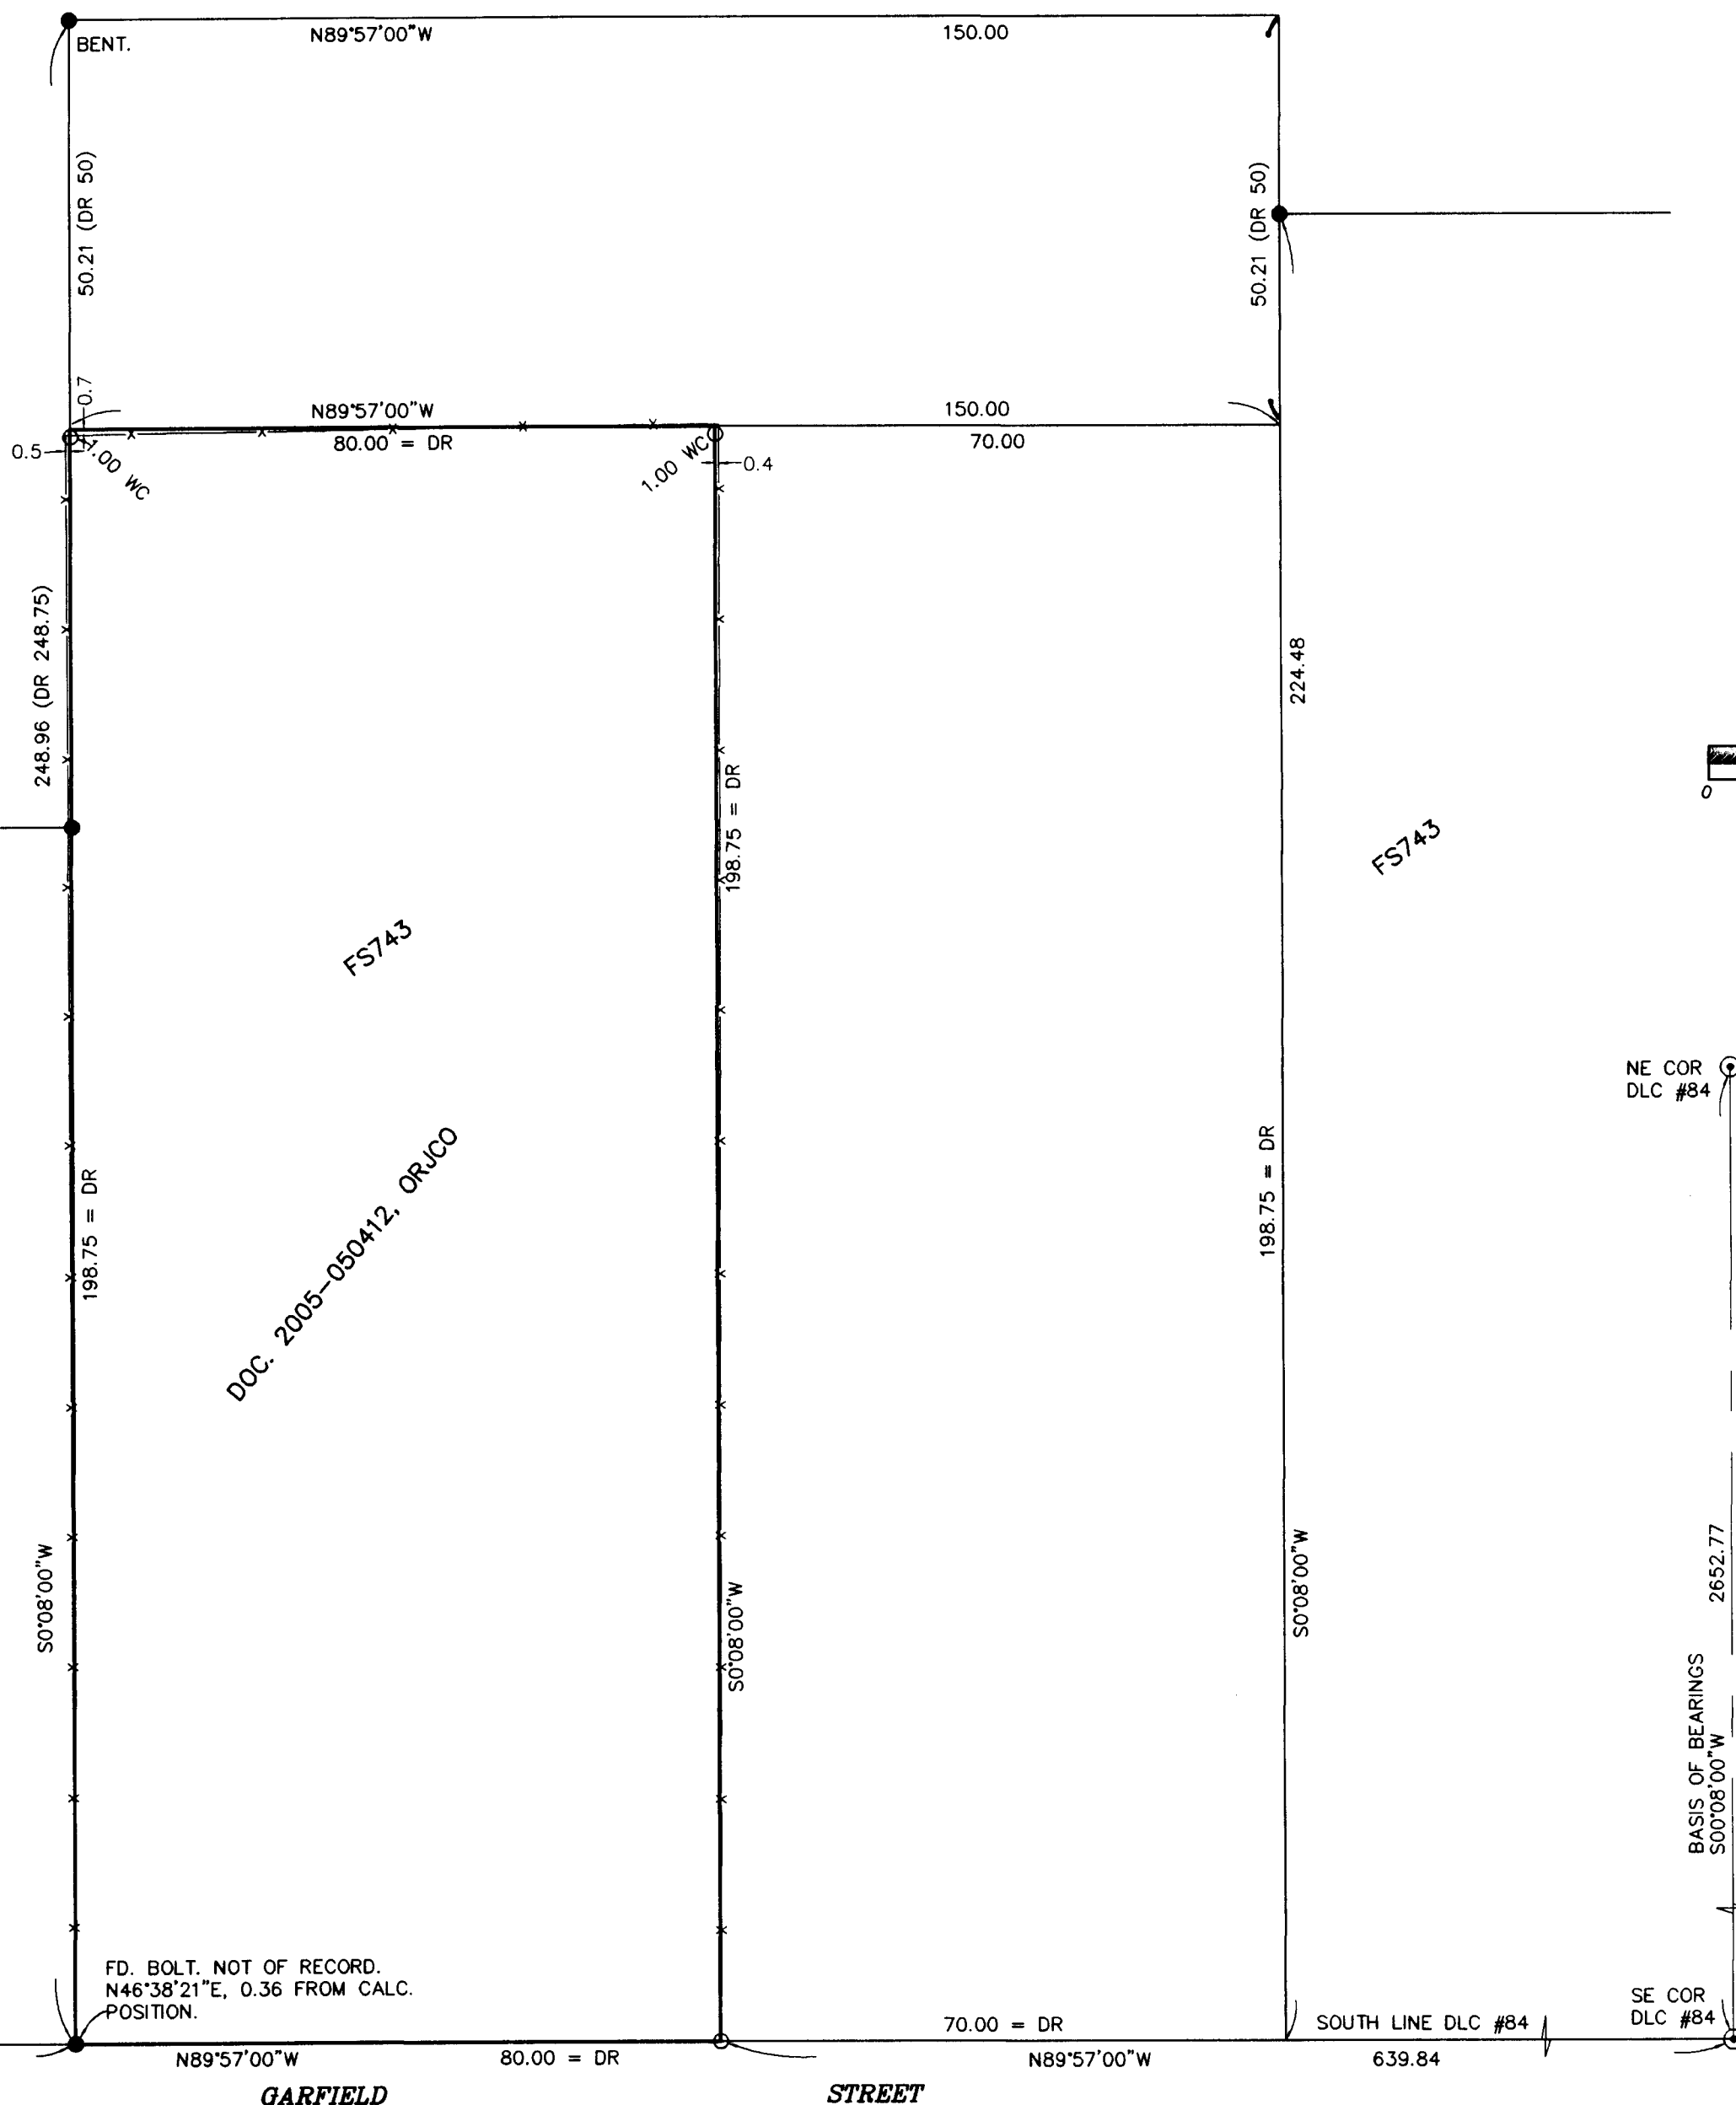 N89°57'00"W
150.00
BENT.
50.21 (DR 50)
50.21 (DR 50)
0.7
N89°57'00"W
150.00
80.00 = DR
70.00
0.5
1.00 WC
1.00 WC
0.4
248.96 (DR 248.75)
224.48
198.75 = DR
0
FS743
FS743
NE COR
DLC #84
DOC. 2005-050412, ORJCO
198.75 = DR
198.75 = DR
S0°08'00"W
S0°08'00"W
S0°08'00"W
2652.77
BASIS OF BEARINGS
S00°08'00"W
FD. BOLT. NOT OF RECORD.
N46°38'21"E, 0.36 FROM CALC.
POSITION.
70.00 = DR
SOUTH LINE DLC #84
SE COR
DLC #84
N89°57'00"W
80.00 = DR
N89°57'00"W
639.84
GARFIELD STREET